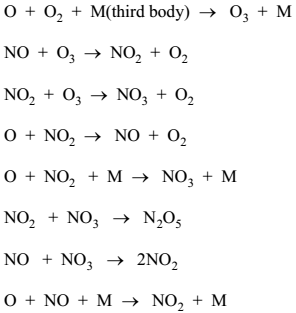 O + O₂ + M(third body) → O₃ + M
NO + O₃ → NO₂ + O₂
NO₂ + O₃ → NO₃ + O₂
O + NO₂ → NO + O₂
O + NO₂ + M → NO₃ + M
NO₂ + NO₃ → N₂O₅
NO + NO₃ → 2NO₂
O + NO + M → NO₂ + M